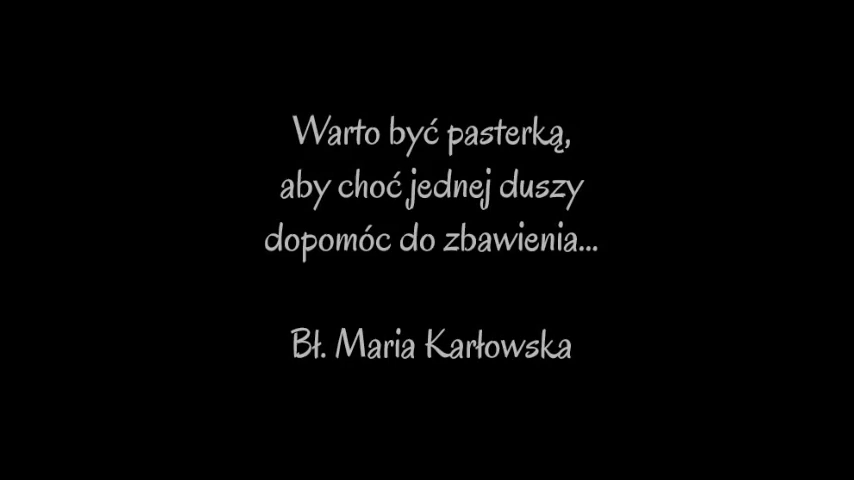 Warto być pasterką,
aby choć jednej duszy
dopomóc do zbawienia...
Bł. Maria Karłowska